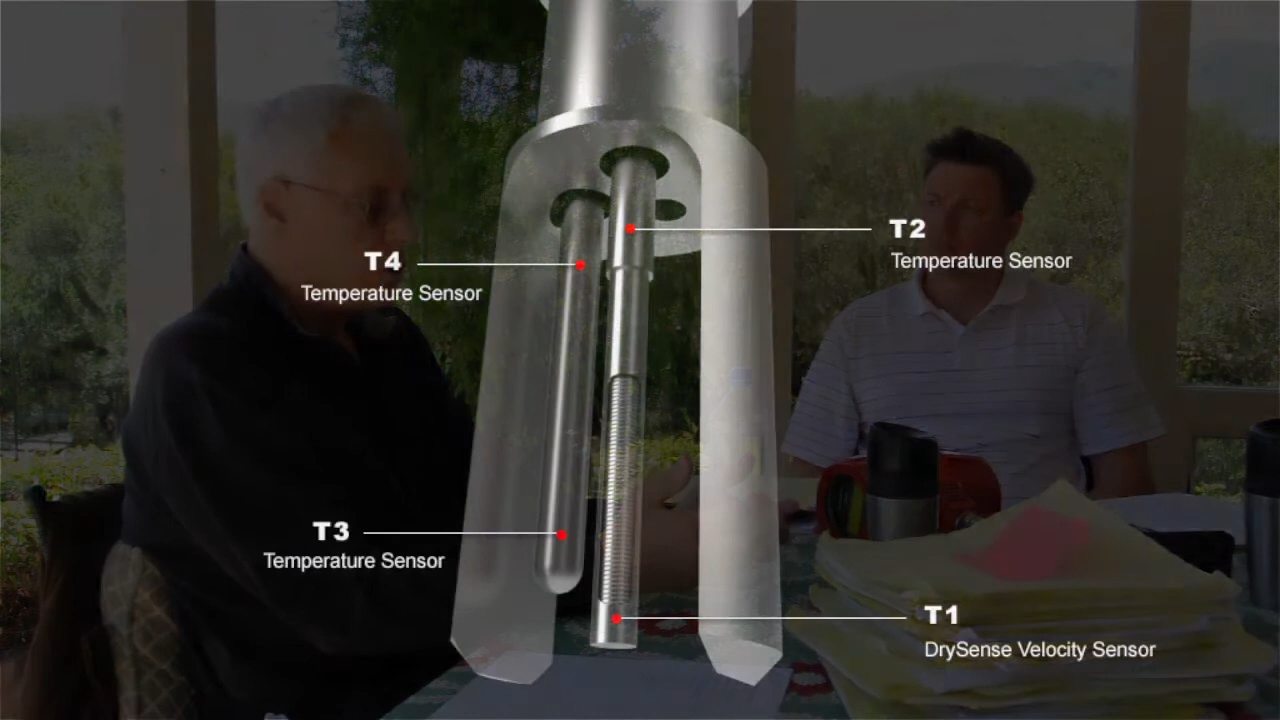 T2
Temperature Sensor
T4
Temperature Sensor
T3
Temperature Sensor
T1
DrySense Velocity Sensor